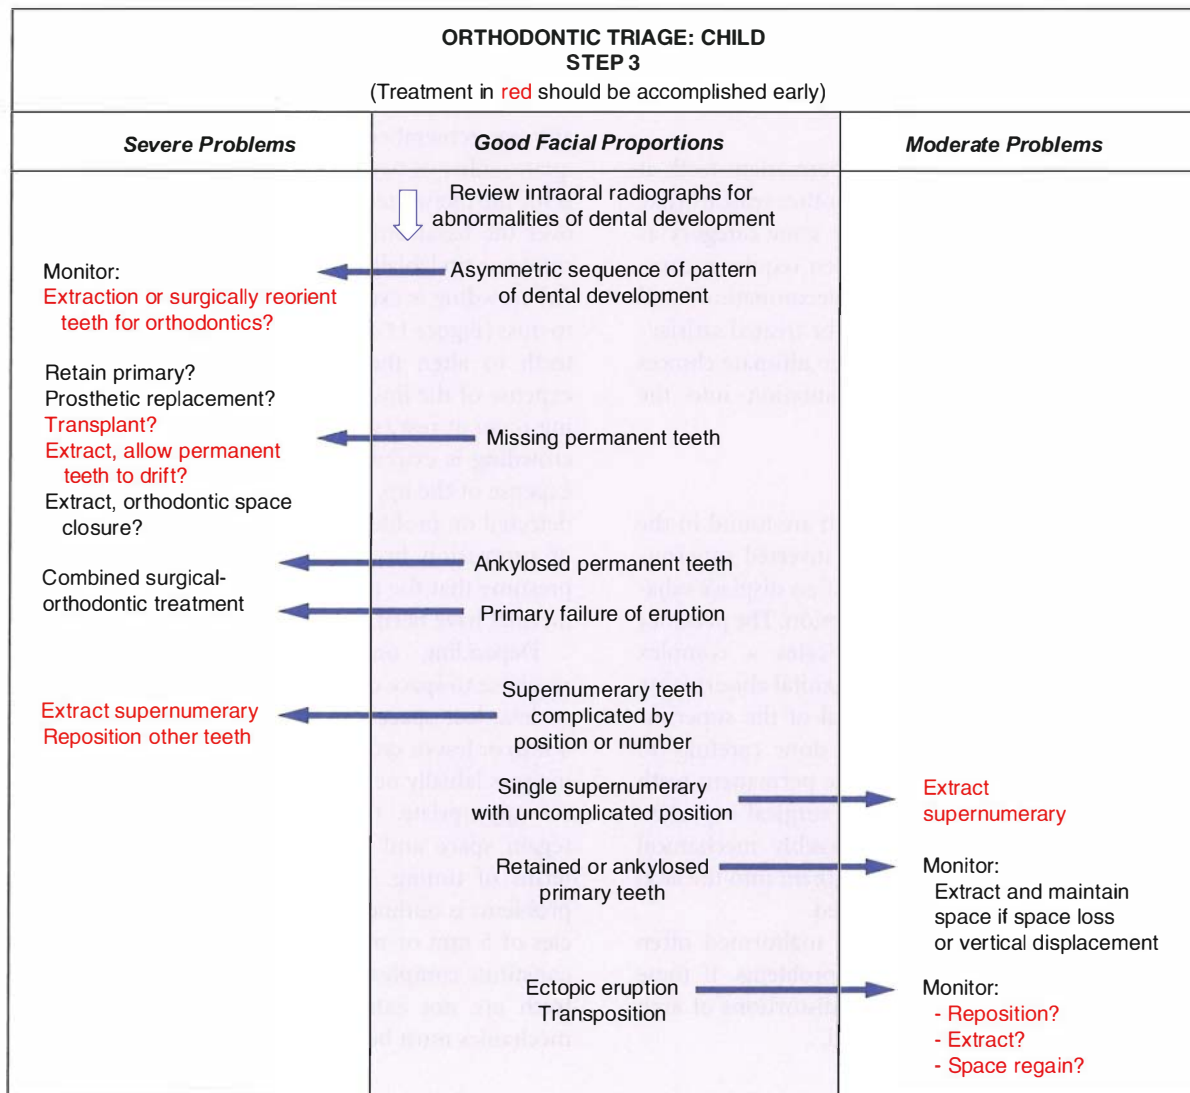 ORTHODONTIC TRIAGE: CHILD
STEP 3
(Treatment in red should be accomplished early)
Severe Problems
Good Facial Proportions
Moderate Problems
Review intraoral radiographs for
abnormalities of dental development
Asymmetric sequence of pattern
of dental development
Monitor:
Extraction or surgically reorient
teeth for orthodontics?
Missing permanent teeth
Retain primary?
Prosthetic replacement?
Transplant?
Extract, allow permanent
teeth to drift?
Extract, orthodontic space
closure?
Ankylosed permanent teeth
Primary failure of eruption
Combined surgical-
orthodontic treatment
Supernumerary teeth
complicated by
position or number
Extract supernumerary
Reposition other teeth
Single supernumerary
with uncomplicated position
Extract
supernumerary
Retained or ankylosed
primary teeth
Monitor:
Extract and maintain
space if space loss
or vertical displacement
Ectopic eruption
Transposition
Monitor:
- Reposition?
- Extract?
- Space regain?